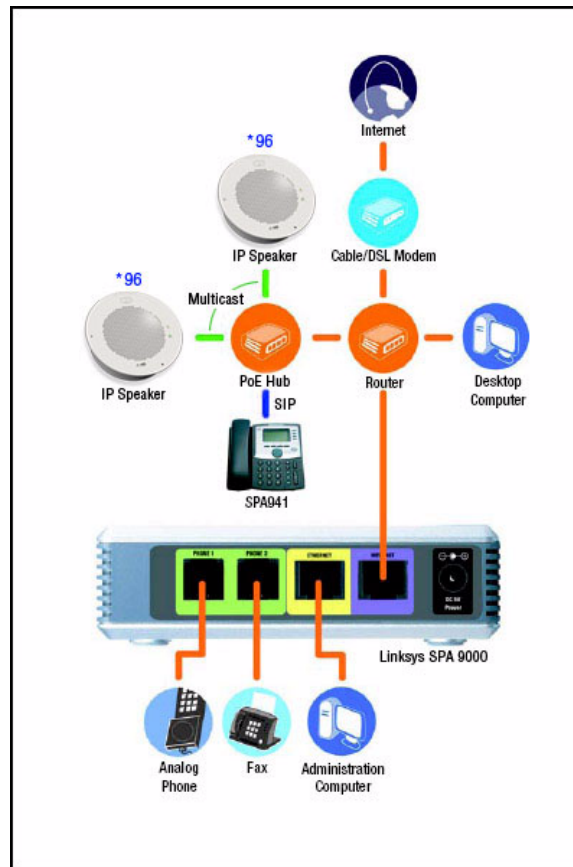 Internet
*96
IP Speaker
Cable/DSL Modem
*96
Multicast
IP Speaker
PoE Hub
Router
Desktop
Computer
SIP
SPA941
PHONE 1
PHONE 2
ETHERNET
INTERNET
DC 5V
Power
Linksys SPA 9000
Analog
Phone
Fax
Administration
Computer